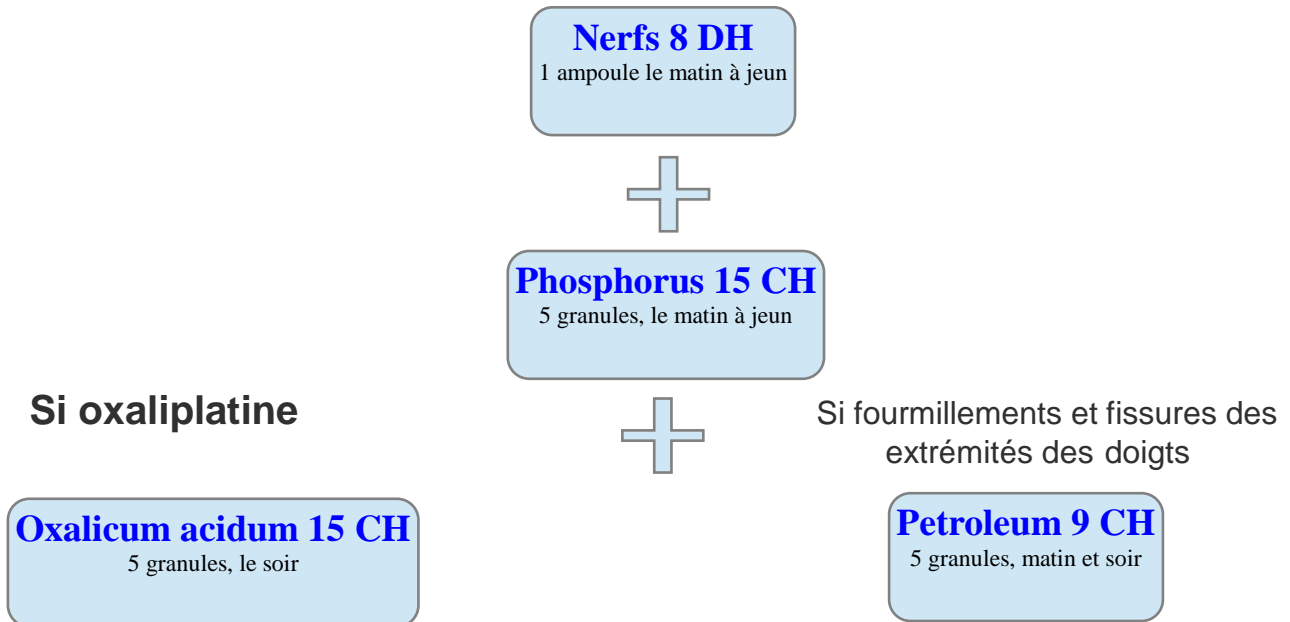 Nerfs 8 DH
1 ampoule le matin à jeun
Phosphorus 15 CH
5 granules, le matin à jeun
Si oxaliplatine
Oxalicum acidum 15 CH
5 granules, le soir
Si fourmillements et fissures des
extrémités des doigts
Petroleum 9 CH
5 granules, matin et soir